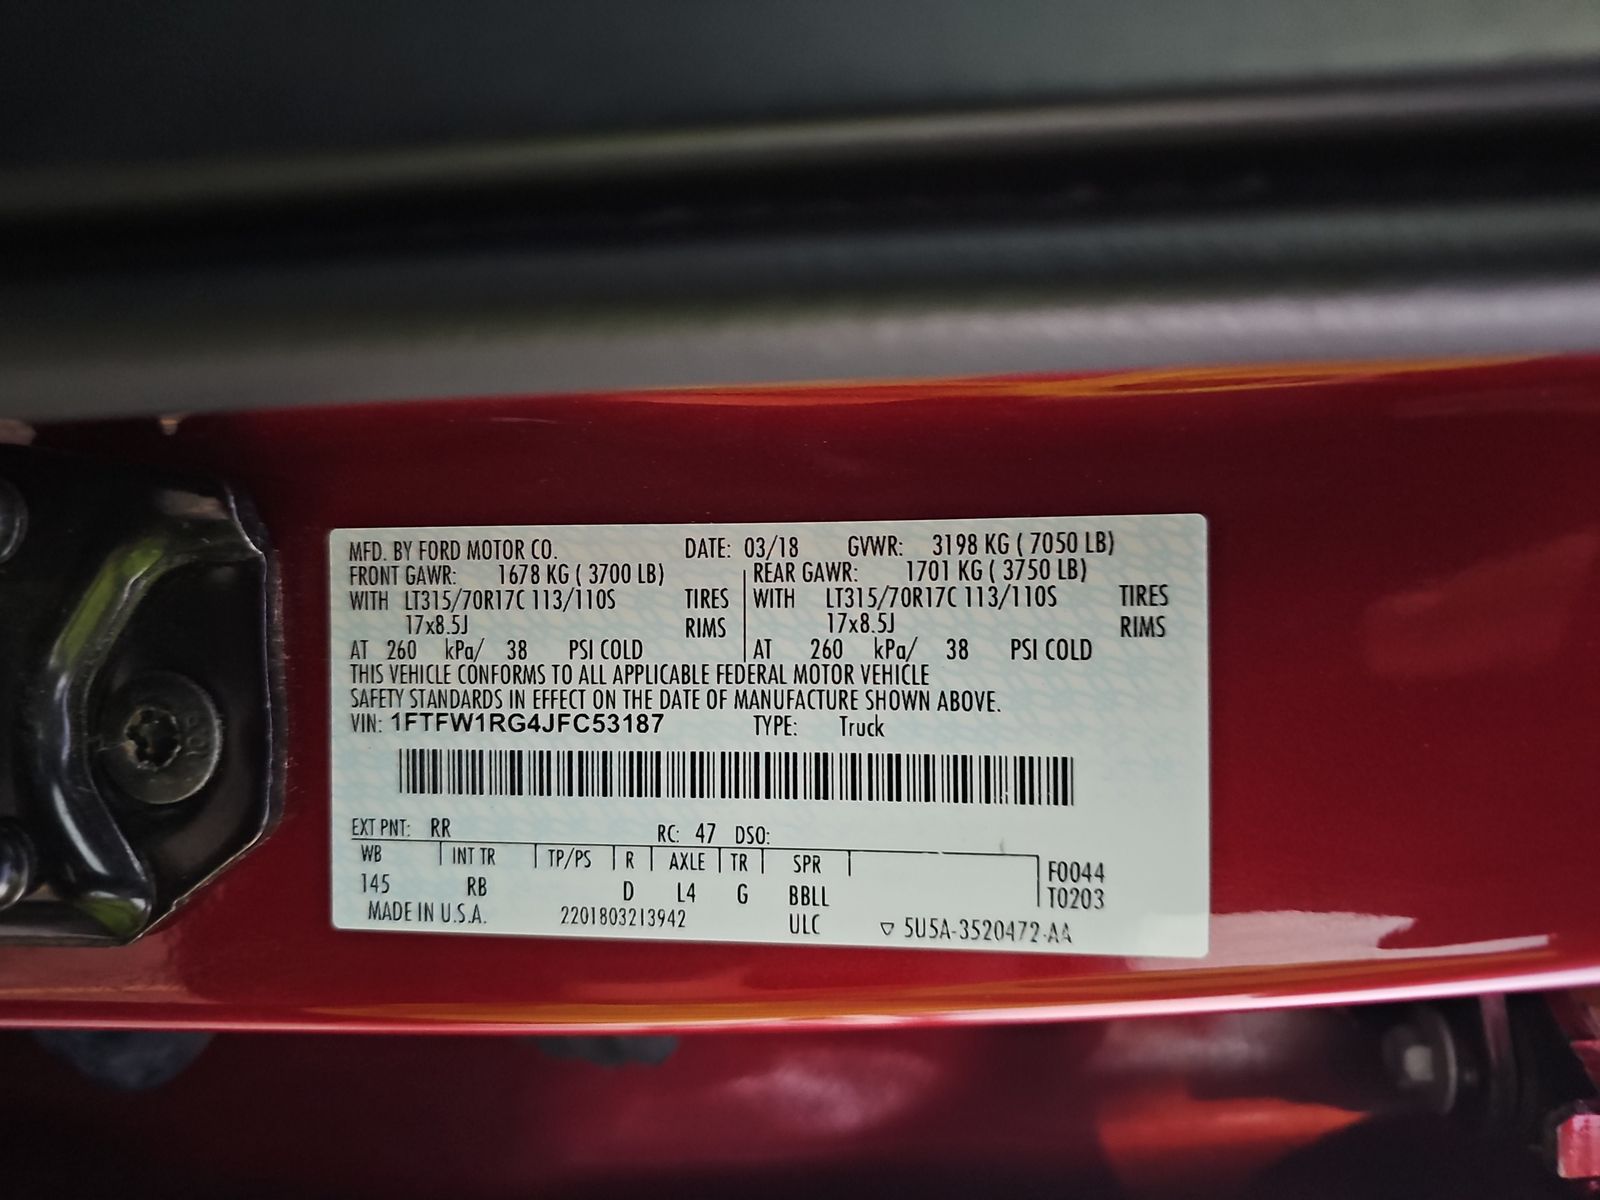 MFD. BY FORD MOTOR CO. DATE: 03/18 GVWR: 3198 KG ( 7050 LB)
FRONT GAWR: 1678 KG ( 3700 LB) REAR GAWR: 1701 KG ( 3750 LB)
WITH LT315/70R17C 113/110S TIRES WITH LT315/70R17C 113/110S TIRES
17x8.5J RIMS 17x8.5J RIMS
AT 260 kPa/ 38 PSI COLD AT 260 kPa/ 38 PSI COLD
THIS VEHICLE CONFORMS TO ALL APPLICABLE FEDERAL MOTOR VEHICLE
SAFETY STANDARDS IN EFFECT ON THE DATE OF MANUFACTURE SHOWN ABOVE.
VIN: 1FTFW1RG4JFC53187 TYPE: Truck
EXT PNT: RR RC: 47 DSO:
WB INT TR TP/PS R AXLE TR SPR F0044
145 RB D L4 G BBLL T0203
MADE IN U.S.A. 2201803213942 ULC ▽ 5U5A-3520472-AA